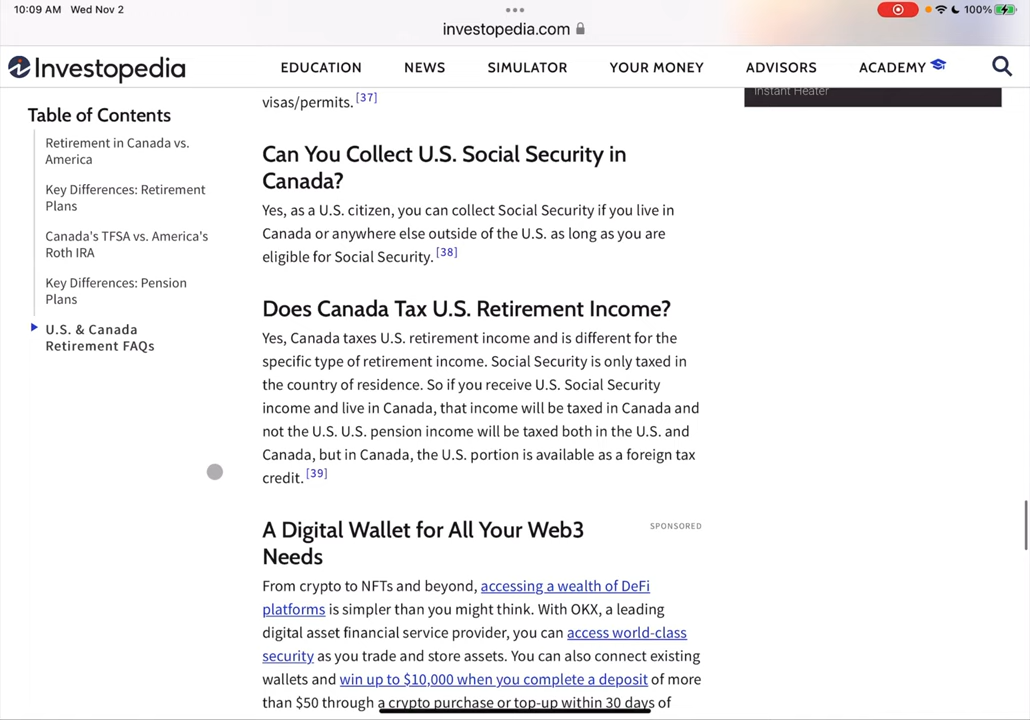 10:09 AM Wed Nov 2
100%
investopedia.com
Investopedia
EDUCATION NEWS SIMULATOR YOUR MONEY ADVISORS ACADEMY
Instant Heater
Table of Contents
Retirement in Canada vs.
America
Key Differences: Retirement
Plans
Canada's TFSA vs. America's
Roth IRA
Key Differences: Pension
Plans
U.S. & Canada
Retirement FAQs
visas/permits. [37]
Can You Collect U.S. Social Security in
Canada?
Yes, as a U.S. citizen, you can collect Social Security if you live in
Canada or anywhere else outside of the U.S. as long as you are
eligible for Social Security. [38]
Does Canada Tax U.S. Retirement Income?
Yes, Canada taxes U.S. retirement income and is different for the
specific type of retirement income. Social Security is only taxed in
the country of residence. So if you receive U.S. Social Security
income and live in Canada, that income will be taxed in Canada and
not the U.S. U.S. pension income will be taxed both in the U.S. and
Canada, but in Canada, the U.S. portion is available as a foreign tax
credit. [39]
A Digital Wallet for All Your Web3
Needs
SPONSORED
From crypto to NFTs and beyond, accessing a wealth of DeFi
platforms is simpler than you might think. With OKX, a leading
digital asset financial service provider, you can access world-class
security as you trade and store assets. You can also connect existing
wallets and win up to $10,000 when you complete a deposit of more
than $50 through a crypto purchase or top-up within 30 days of